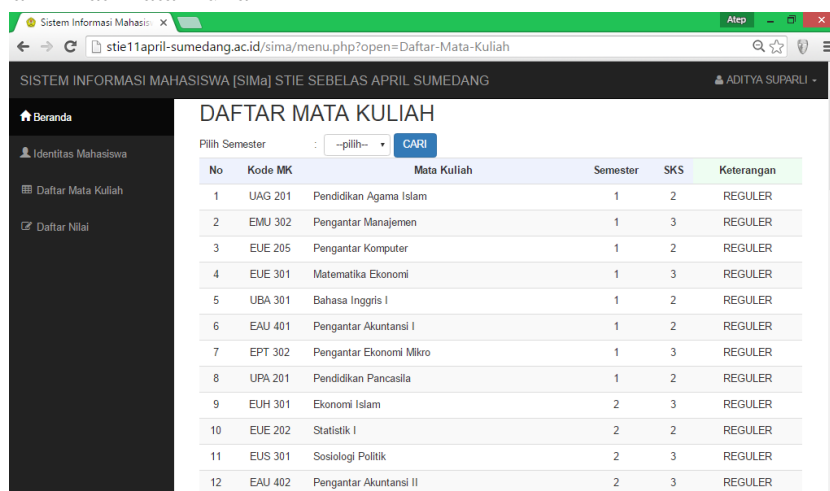 Sistem Informasi Mahasis
Atep
stie11april-sumedang.ac.id/sima/menu.php?open=Daftar-Mata-Kuliah
SISTEM INFORMASI MAHASISWA [SIMa] STIE SEBELAS APRIL SUMEDANG
ADITYA SUPARLI
Beranda
Identitas Mahasiswa
Daftar Mata Kuliah
Daftar Nilai
DAFTAR MATA KULIAH
Pilih Semester : --pilih-- CARI
No Kode MK Mata Kuliah Semester SKS Keterangan
1 UAG 201 Pendidikan Agama Islam 1 2 REGULER
2 EMU 302 Pengantar Manajemen 1 3 REGULER
3 EUE 205 Pengantar Komputer 1 2 REGULER
4 EUE 301 Matematika Ekonomi 1 3 REGULER
5 UBA 301 Bahasa Inggris I 1 2 REGULER
6 EAU 401 Pengantar Akuntansi I 1 2 REGULER
7 EPT 302 Pengantar Ekonomi Mikro 1 3 REGULER
8 UPA 201 Pendidikan Pancasila 1 2 REGULER
9 EUH 301 Ekonomi Islam 2 3 REGULER
10 EUE 202 Statistik I 2 2 REGULER
11 EUS 301 Sosiologi Politik 2 3 REGULER
12 EAU 402 Pengantar Akuntansi II 2 3 REGULER